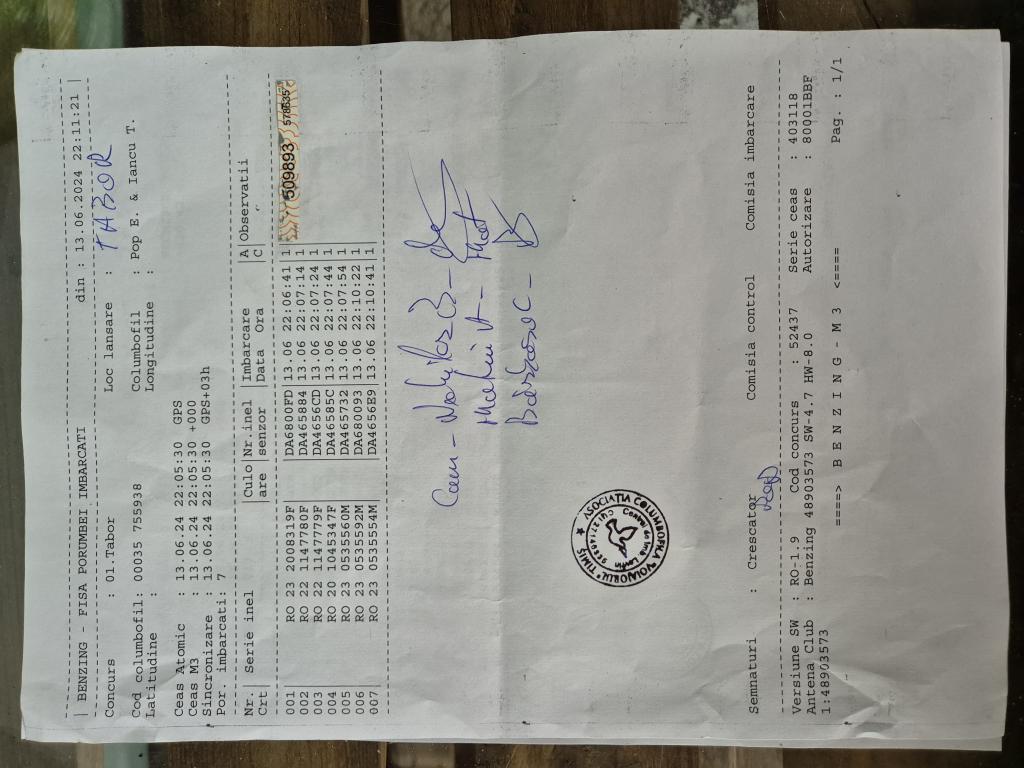 | BENZING - FISA PORUMBEI IMBARCATI din : 13.06.2024 22:11:21 |
Concurs : 01.Tabor Loc lansare : TABOR
Cod columbofil: 00035 755938 Columbofil : Pop E. & Iancu T.
Latitudine : Longitudine :
Ceas Atomic : 13.06.24 22:05:30 GPS
Ceas M3 : 13.06.24 22:05:30 +000
Sincronizare : 13.06.24 22:05:30 GPS+03h
Por. imbarcati: 7
Nr.| Serie inel |Culo|Nr.inel |Imbarcare |A|Observatii
Crt| |are |senzor |Data Ora |C|
001| RO 23 2008319F| |DA6800FD|13.06 22:06:41|1| 509893 578635
002| RO 22 1147780F| |DA465884|13.06 22:07:14|1|
003| RO 22 1147779F| |DA4656CD|13.06 22:07:24|1|
004| RO 20 1045347F| |DA46585C|13.06 22:07:44|1|
005| RO 23 0535560M| |DA465732|13.06 22:07:54|1|
006| RO 23 0535592M| |DA680093|13.06 22:10:22|1|
007| RO 23 0535554M| |DA4656B9|13.06 22:10:41|1|
ASOCIATIA COLUMBOFILA "VOIAJORUL" TIMIȘ
Semnaturi : Crescator Comisia control Comisia imbarcare
Versiune SW : RO-1.9 Cod concurs : 52437 Serie ceas : 403118
Antena Club : Benzing 48903573 SW-4.7 HW-8.0 Autorizare : 80001BBF
1:48903573
====> B E N Z I N G - M 3 <==== Pag. : 1/1